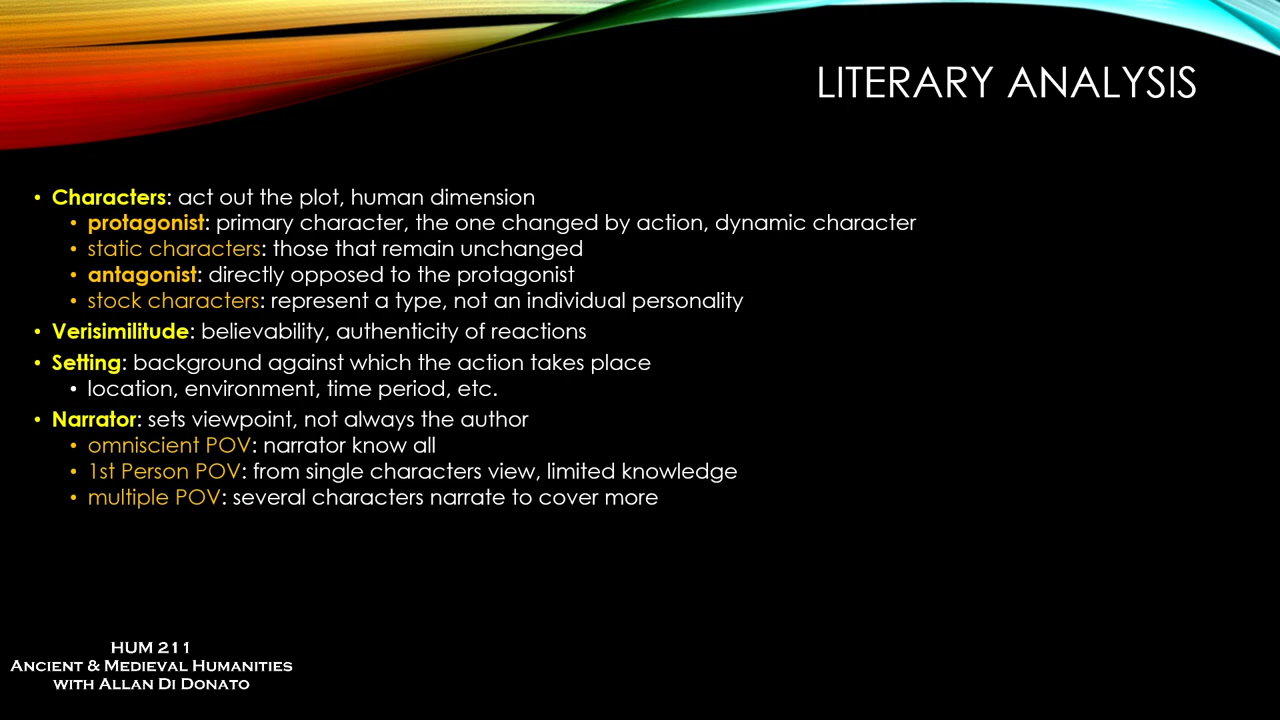 LITERARY ANALYSIS
• Characters: act out the plot, human dimension
• protagonist: primary character, the one changed by action, dynamic character
• static characters: those that remain unchanged
• antagonist: directly opposed to the protagonist
• stock characters: represent a type, not an individual personality
• Verisimilitude: believability, authenticity of reactions
• Setting: background against which the action takes place
• location, environment, time period, etc.
• Narrator: sets viewpoint, not always the author
• omniscient POV: narrator know all
• 1st Person POV: from single characters view, limited knowledge
• multiple POV: several characters narrate to cover more
HUM 211
Ancient & Medieval Humanities
with Allan Di Donato